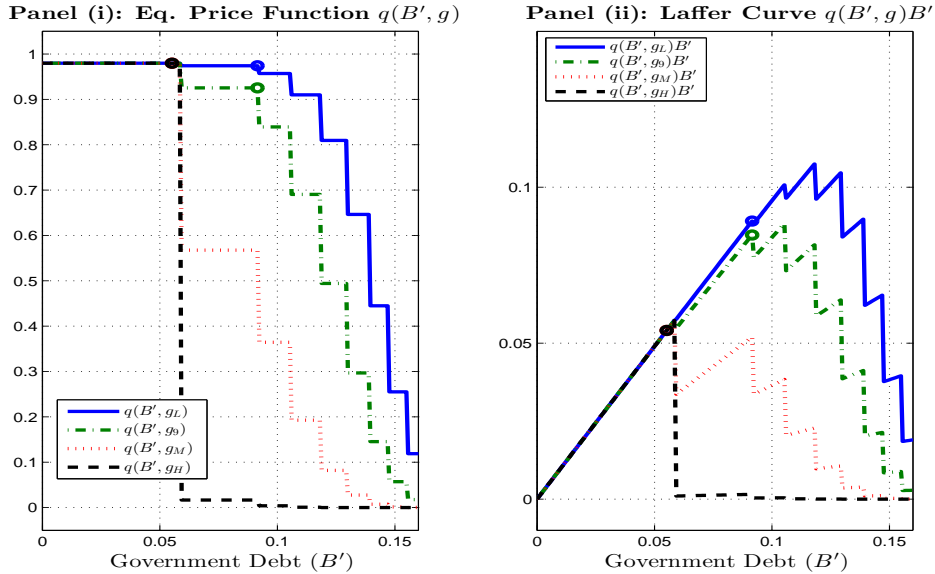 Panel (i): Eq. Price Function q(B′, g)
1
0.9
0.8
0.7
0.6
0.5
0.4
0.3
0.2
0.1
0
q(B′, g_L)
q(B′, g_9)
q(B′, g_M)
q(B′, g_H)
0
0.05
0.1
0.15
Government Debt (B′)
Panel (ii): Laffer Curve q(B′, g)B′
q(B′, g_L)B′
q(B′, g_9)B′
q(B′, g_M)B′
q(B′, g_H)B′
0.1
0.05
0
0
0.05
0.1
0.15
Government Debt (B′)